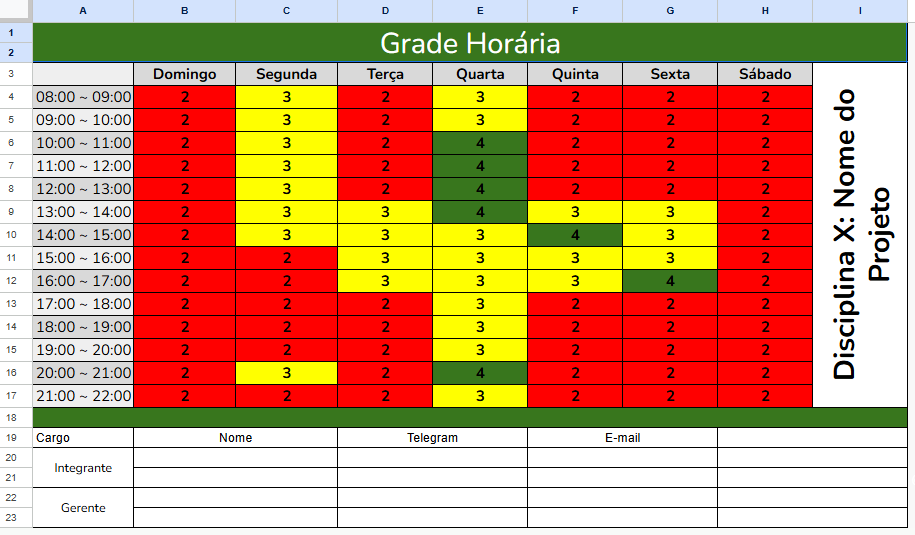 A B C D E F G H I
1
2
Grade Horária
3 Domingo Segunda Terça Quarta Quinta Sexta Sábado
4 08:00 ~ 09:00 2 3 2 3 2 2 2
5 09:00 ~ 10:00 2 3 2 3 2 2 2
6 10:00 ~ 11:00 2 3 2 4 2 2 2
7 11:00 ~ 12:00 2 3 2 4 2 2 2
8 12:00 ~ 13:00 2 3 2 4 2 2 2
9 13:00 ~ 14:00 2 3 3 4 3 3 2
10 14:00 ~ 15:00 2 3 3 3 4 3 2
11 15:00 ~ 16:00 2 2 3 3 3 3 2
12 16:00 ~ 17:00 2 2 3 3 3 4 2
13 17:00 ~ 18:00 2 2 2 3 2 2 2
14 18:00 ~ 19:00 2 2 2 3 2 2 2
15 19:00 ~ 20:00 2 2 2 3 2 2 2
16 20:00 ~ 21:00 2 3 2 4 2 2 2
17 21:00 ~ 22:00 2 2 2 3 2 2 2
Disciplina X: Nome do
Projeto
18
19 Cargo Nome Telegram E-mail
20
Integrante
21
22
Gerente
23